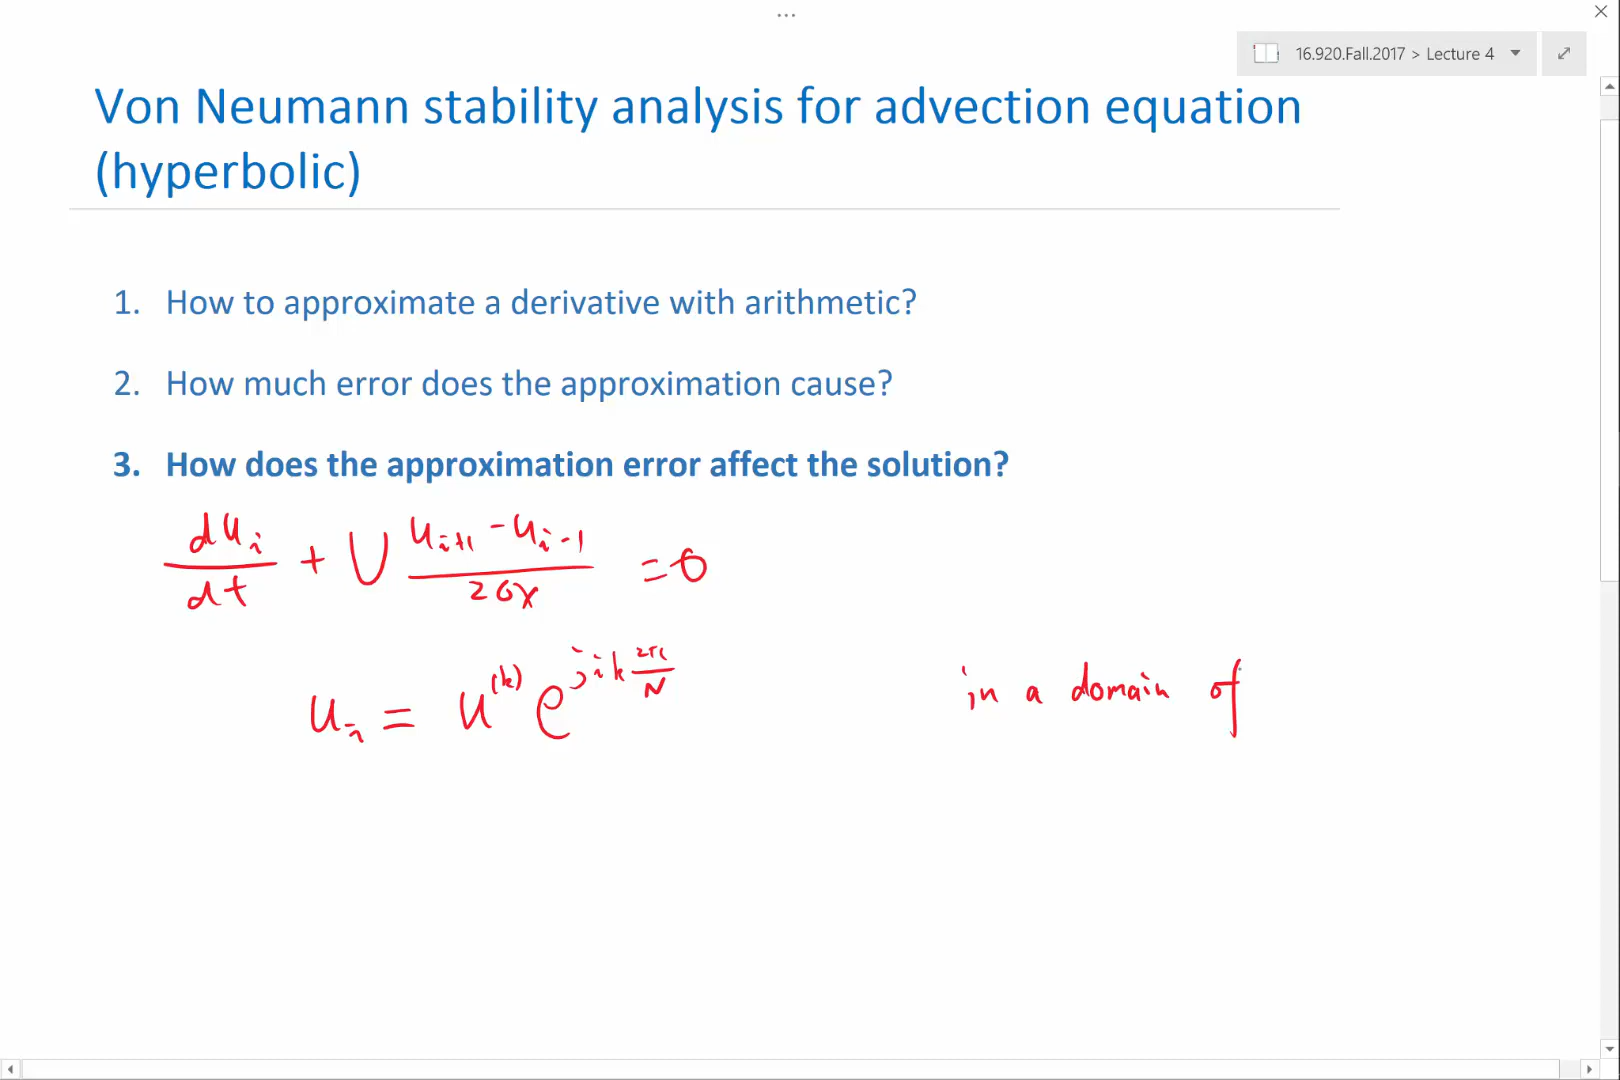 ...
16.920.Fall.2017 > Lecture 4
Von Neumann stability analysis for advection equation
(hyperbolic)
1. How to approximate a derivative with arithmetic?
2. How much error does the approximation cause?
3. How does the approximation error affect the solution?
du_i/dt + U (u_{i+1} - u_{i-1})/(2Δx) = 0
u_i = u^{(k)} e^{j i k 2π/N} in a domain of